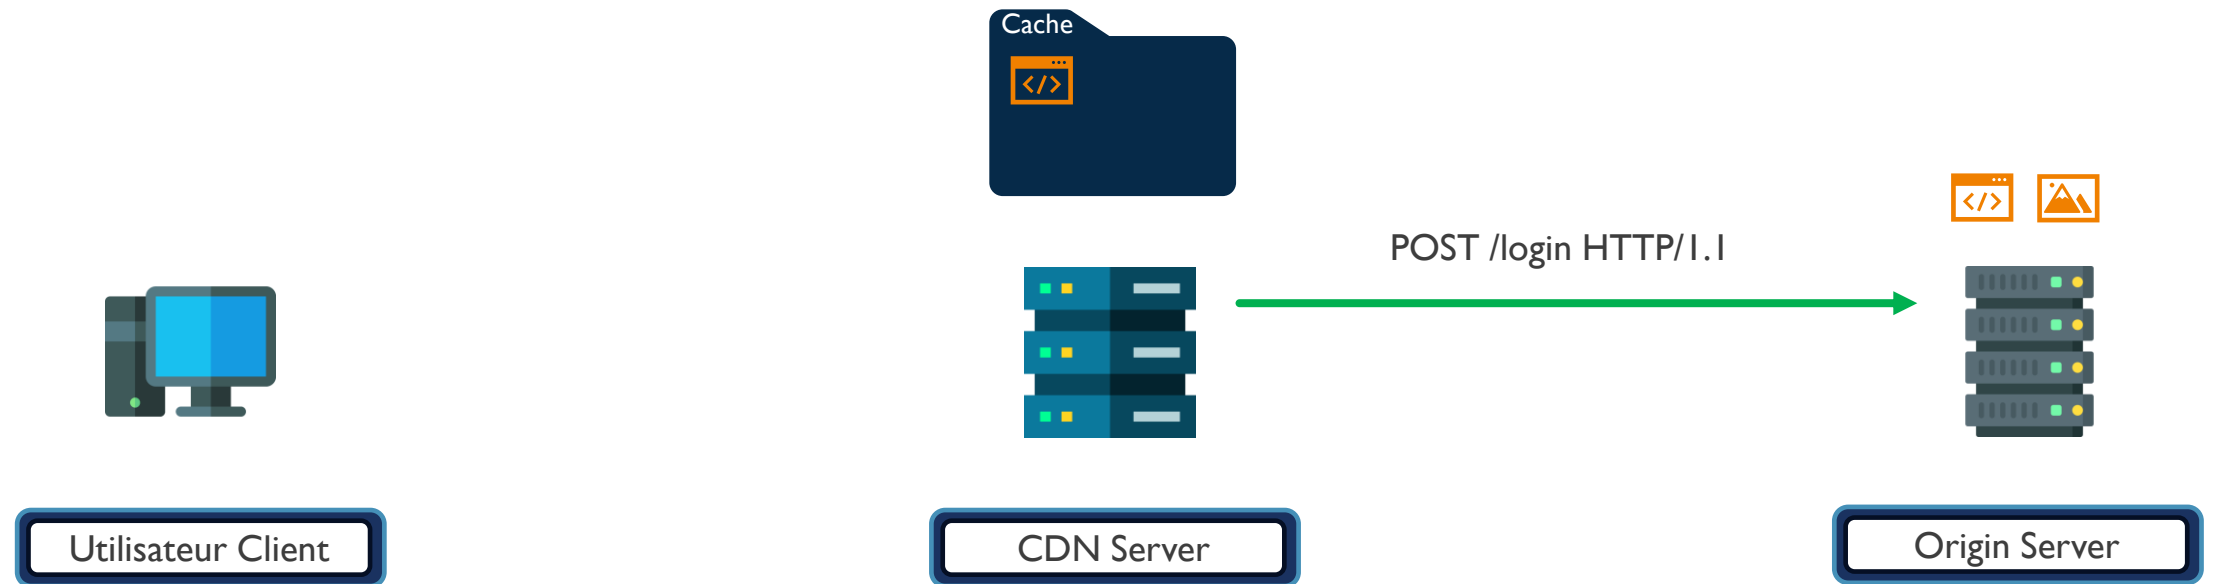 Cache
POST /login HTTP/1.1
Utilisateur Client
CDN Server
Origin Server